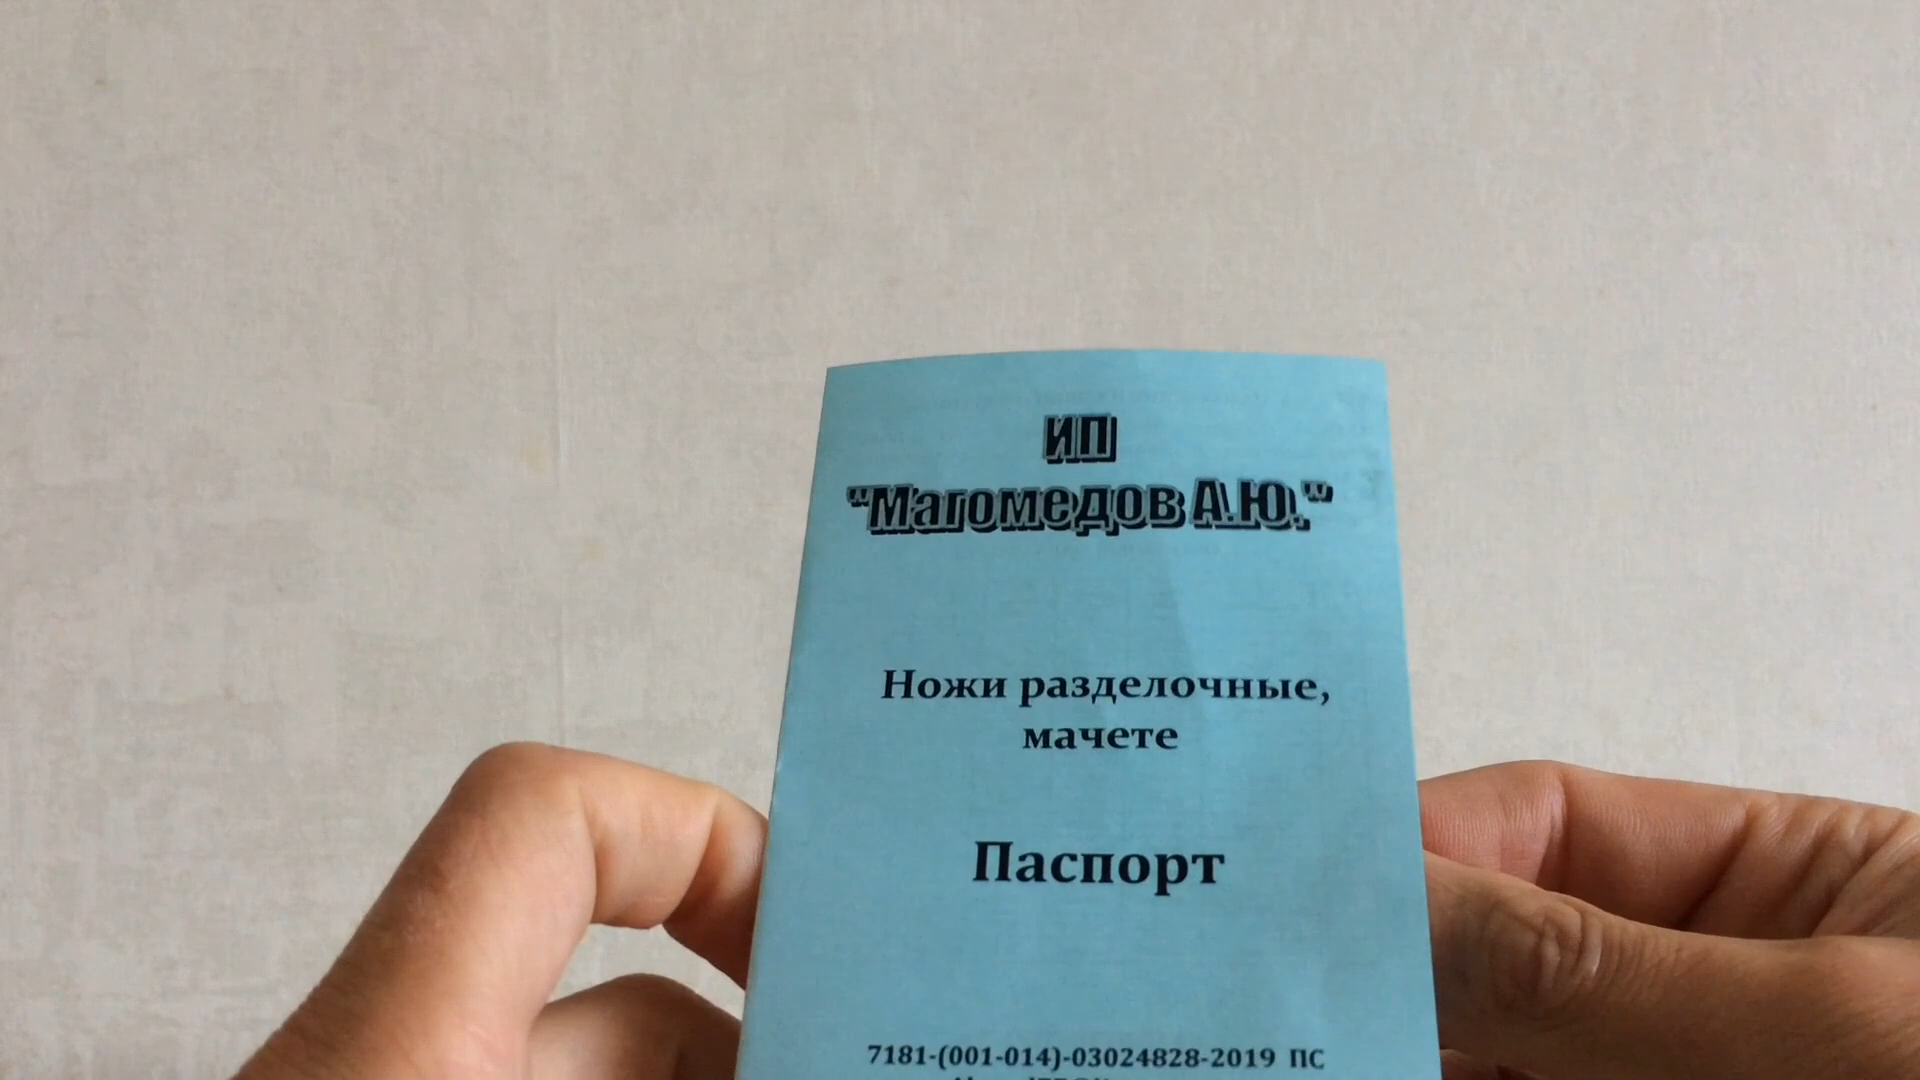 ИП
"Магомедов А.Ю."
Ножи разделочные,
мачете
Паспорт
7181-(001-014)-03024828-2019 ПС